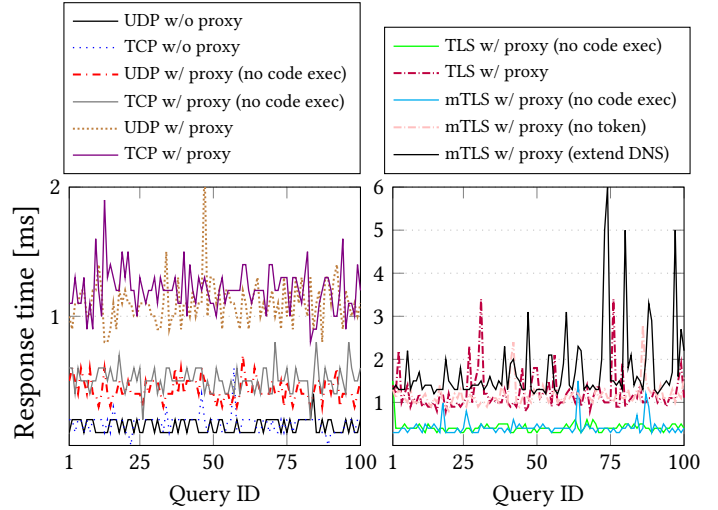 UDP w/o proxy
TCP w/o proxy
UDP w/ proxy (no code exec)
TCP w/ proxy (no code exec)
UDP w/ proxy
TCP w/ proxy
TLS w/ proxy (no code exec)
TLS w/ proxy
mTLS w/ proxy (no code exec)
mTLS w/ proxy (no token)
mTLS w/ proxy (extend DNS)
Response time [ms]
2
1
1 25 50 75 100
Query ID
6
5
4
3
2
1
1 25 50 75 100
Query ID